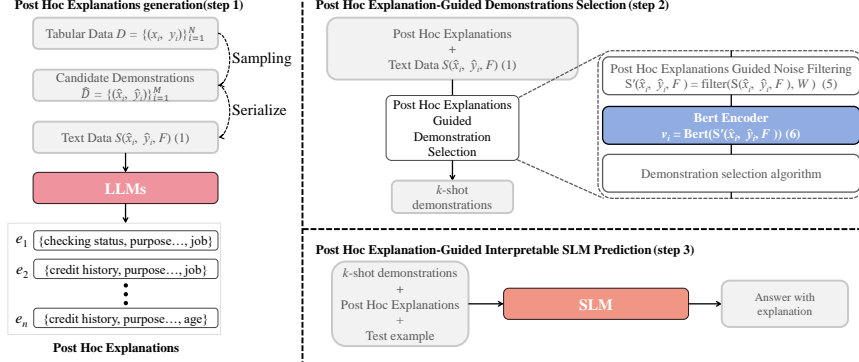 Post Hoc Explanations generation(step 1)
Tabular Data D = {(xᵢ, yᵢ)}ᴺᵢ₌₁
Sampling
Candidate Demonstrations
D̂ = {(x̂ᵢ, ŷᵢ)}ᴹᵢ₌₁
Serialize
Text Data S(x̂ᵢ, ŷᵢ, F) (1)
LLMs
e₁ {checking status, purpose…, job}
e₂ {credit history, purpose…, job}
eₙ {credit history, purpose…, age}
Post Hoc Explanations
Post Hoc Explanation-Guided Demonstrations Selection (step 2)
Post Hoc Explanations
+
Text Data S(x̂ᵢ, ŷᵢ, F) (1)
Post Hoc Explanations
Guided
Demonstration
Selection
k-shot
demonstrations
Post Hoc Explanations Guided Noise Filtering
S′(x̂ᵢ, ŷᵢ, F) = filter(S(x̂ᵢ, ŷᵢ, F), W) (5)
Bert Encoder
vᵢ = Bert(S′(x̂ᵢ, ŷᵢ, F)) (6)
Demonstration selection algorithm
Post Hoc Explanation-Guided Interpretable SLM Prediction (step 3)
k-shot demonstrations
+
Post Hoc Explanations
+
Test example
SLM
Answer with
explanation